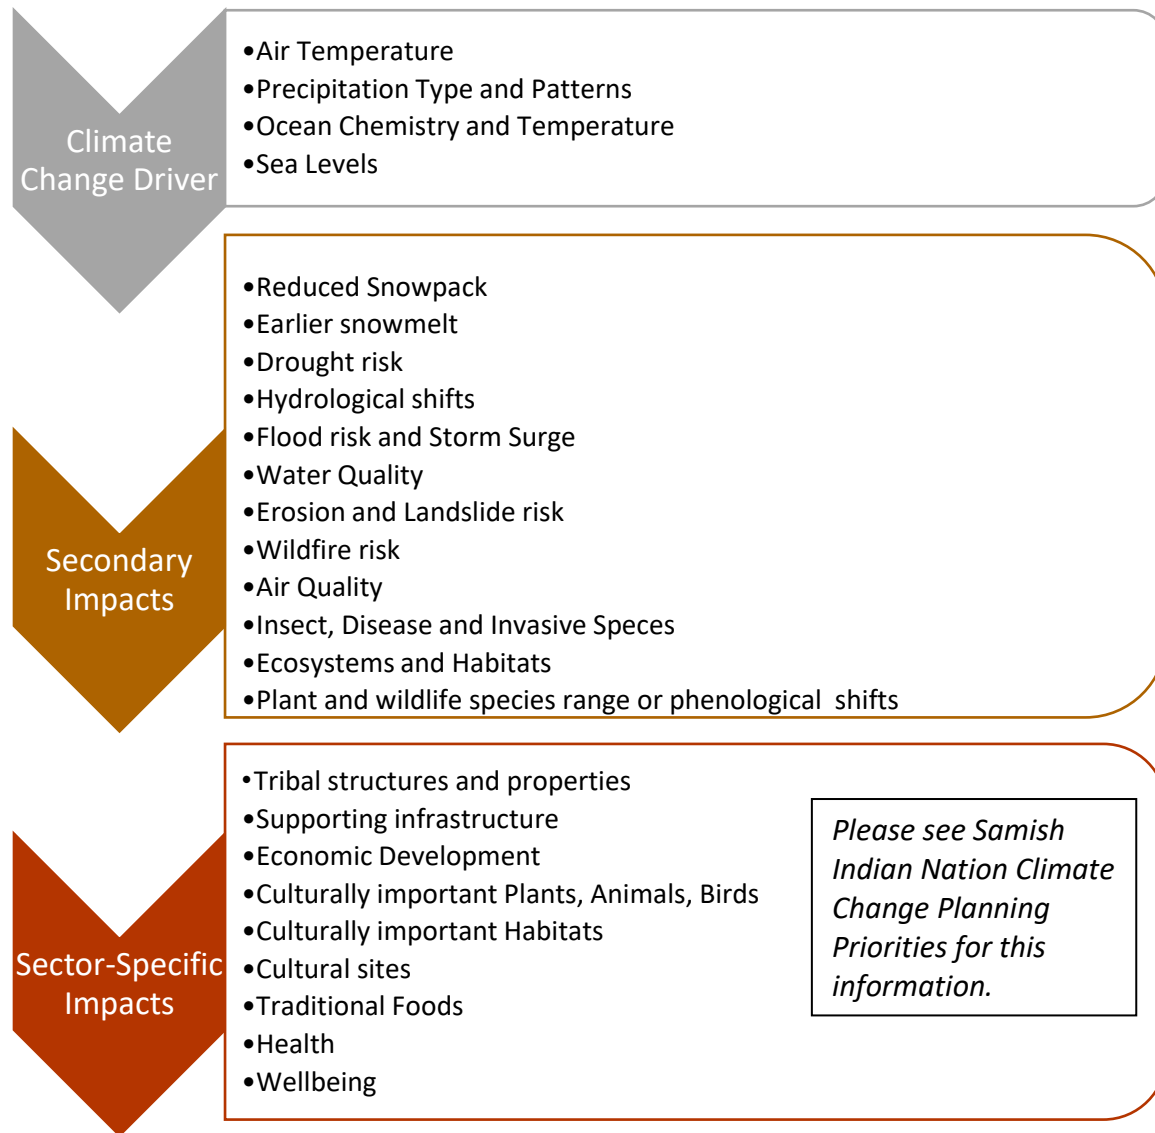 Climate
Change Driver
•Air Temperature
•Precipitation Type and Patterns
•Ocean Chemistry and Temperature
•Sea Levels
Secondary
Impacts
•Reduced Snowpack
•Earlier snowmelt
•Drought risk
•Hydrological shifts
•Flood risk and Storm Surge
•Water Quality
•Erosion and Landslide risk
•Wildfire risk
•Air Quality
•Insect, Disease and Invasive Speces
•Ecosystems and Habitats
•Plant and wildlife species range or phenological  shifts
Sector-Specific
Impacts
•Tribal structures and properties
•Supporting infrastructure
•Economic Development
•Culturally important Plants, Animals, Birds
•Culturally important Habitats
•Cultural sites
•Traditional Foods
•Health
•Wellbeing
Please see Samish
Indian Nation Climate
Change Planning
Priorities for this
information.